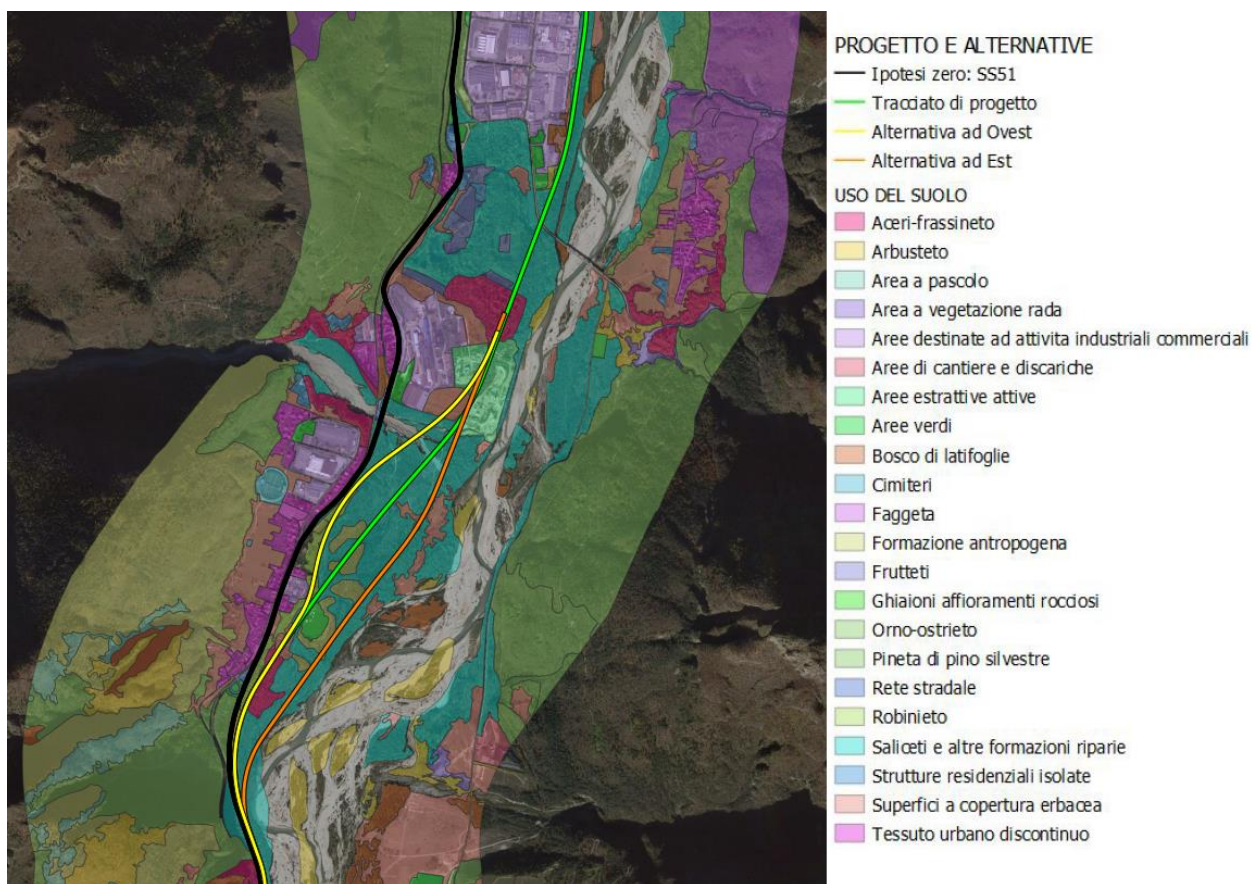 PROGETTO E ALTERNATIVE
Ipotesi zero: SS51
Tracciato di progetto
Alternativa ad Ovest
Alternativa ad Est
USO DEL SUOLO
Aceri-frassineto
Arbusteto
Area a pascolo
Area a vegetazione rada
Aree destinate ad attivita industriali commerciali
Aree di cantiere e discariche
Aree estrattive attive
Aree verdi
Bosco di latifoglie
Cimiteri
Faggeta
Formazione antropogena
Frutteti
Ghiaioni affioramenti rocciosi
Orno-ostrieto
Pineta di pino silvestre
Rete stradale
Robinieto
Saliceti e altre formazioni riparie
Strutture residenziali isolate
Superfici a copertura erbacea
Tessuto urbano discontinuo